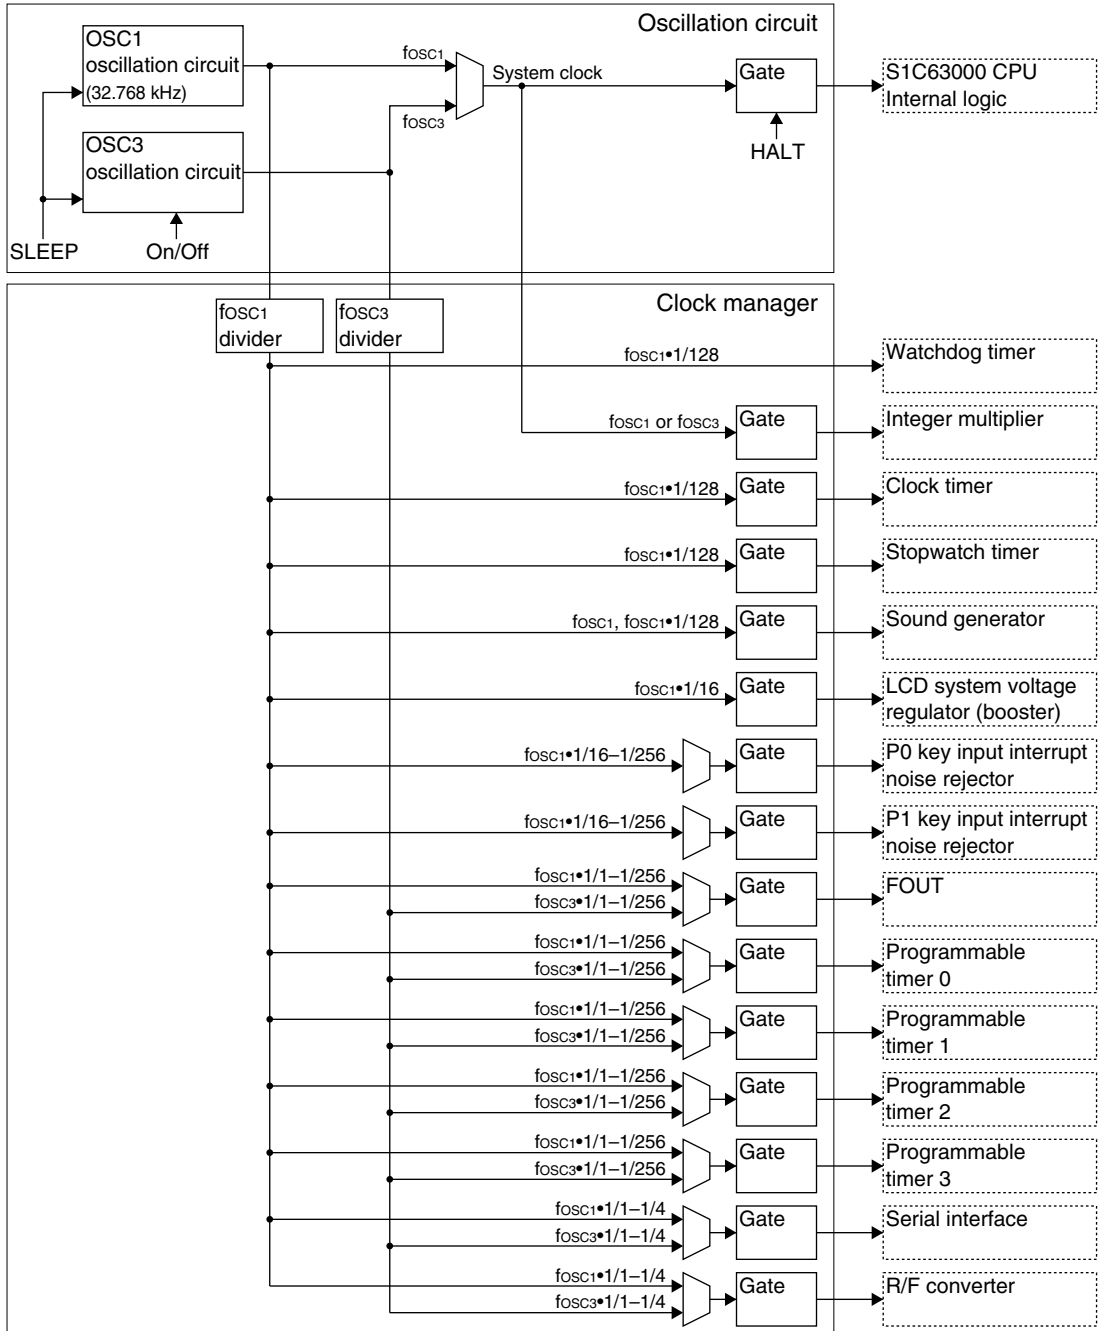 Oscillation circuit
OSC1
oscillation circuit
(32.768 kHz)
fOSC1
System clock
Gate
S1C63000 CPU
Internal logic
fOSC3
HALT
OSC3
oscillation circuit
SLEEP
On/Off
Clock manager
fOSC1
divider
fOSC3
divider
fOSC1•1/128
Watchdog timer
fOSC1 or fOSC3
Gate
Integer multiplier
fOSC1•1/128
Gate
Clock timer
fOSC1•1/128
Gate
Stopwatch timer
fOSC1, fOSC1•1/128
Gate
Sound generator
fOSC1•1/16
Gate
LCD system voltage
regulator (booster)
fOSC1•1/16–1/256
Gate
P0 key input interrupt
noise rejector
fOSC1•1/16–1/256
Gate
P1 key input interrupt
noise rejector
fOSC1•1/1–1/256
fOSC3•1/1–1/256
Gate
FOUT
fOSC1•1/1–1/256
fOSC3•1/1–1/256
Gate
Programmable
timer 0
fOSC1•1/1–1/256
fOSC3•1/1–1/256
Gate
Programmable
timer 1
fOSC1•1/1–1/256
fOSC3•1/1–1/256
Gate
Programmable
timer 2
fOSC1•1/1–1/256
fOSC3•1/1–1/256
Gate
Programmable
timer 3
fOSC1•1/1–1/4
fOSC3•1/1–1/4
Gate
Serial interface
fOSC1•1/1–1/4
fOSC3•1/1–1/4
Gate
R/F converter